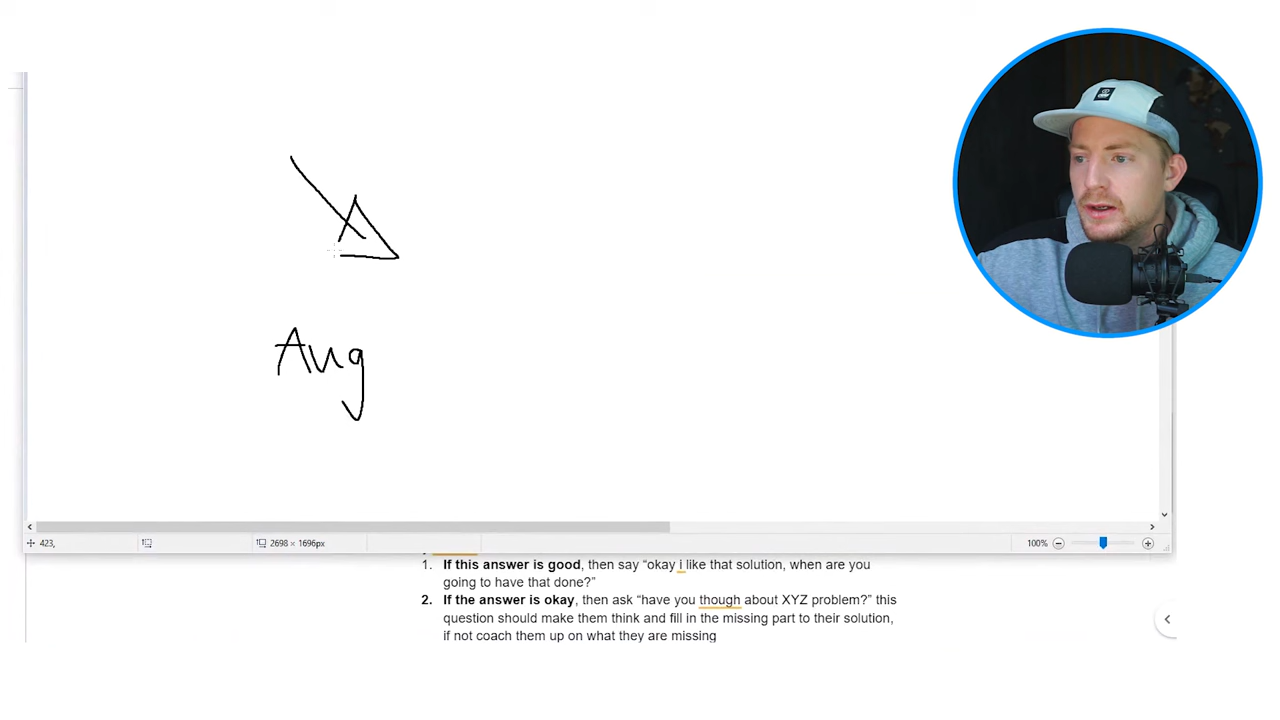 Aug
423,
2698 × 1696px
100%
1. If this answer is good, then say “okay i like that solution, when are you
going to have that done?”
2. If the answer is okay, then ask “have you though about XYZ problem?” this
question should make them think and fill in the missing part to their solution,
if not coach them up on what they are missing